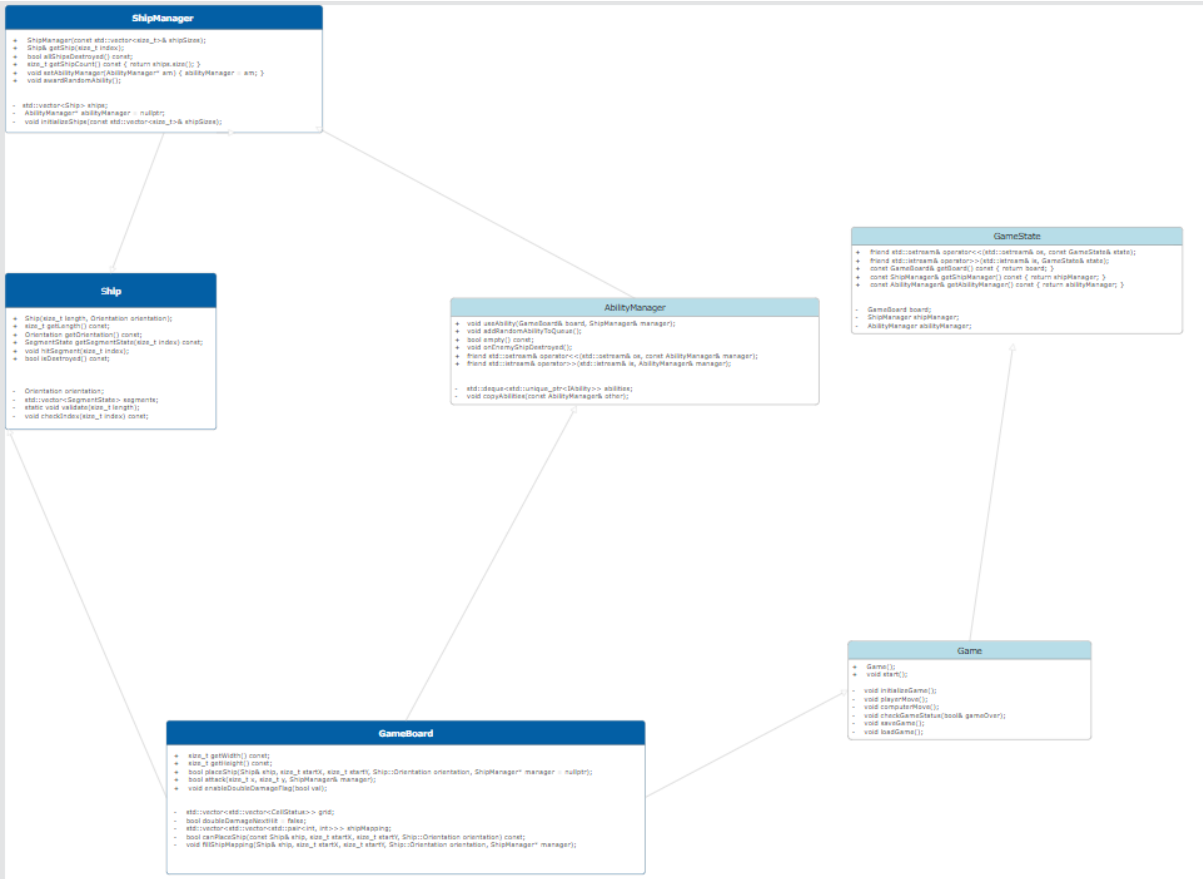 ShipManager
+ ShipManager(const std::vector<size_t>& shipSizes);
+ Ship& getShip(size_t index);
+ bool allShipsDestroyed() const;
+ size_t getShipCount() const { return ships.size(); }
+ void setAbilityManager(AbilityManager* am) { abilityManager = am; }
+ void awardRandomAbility();
- std::vector<Ship> ships;
- AbilityManager* abilityManager = nullptr;
- void initializeShips(const std::vector<size_t>& shipSizes);
GameState
+ friend std::ostream& operator<<(std::ostream& os, const GameState& state);
+ friend std::istream& operator>>(std::istream& is, GameState& state);
+ const GameBoard& getBoard() const { return board; }
+ const ShipManager& getShipManager() const { return shipManager; }
+ const AbilityManager& getAbilityManager() const { return abilityManager; }
- GameBoard board;
- ShipManager shipManager;
- AbilityManager abilityManager;
Ship
+ Ship(size_t length, Orientation orientation);
+ size_t getLength() const;
+ Orientation getOrientation() const;
+ SegmentState getSegmentState(size_t index) const;
+ void hitSegment(size_t index);
+ bool isDestroyed() const;
- Orientation orientation;
- std::vector<SegmentState> segments;
- static void validate(size_t length);
- void checkIndex(size_t index) const;
AbilityManager
+ void useAbility(GameBoard& board, ShipManager& manager);
+ void addRandomAbilityToQueue();
+ bool empty() const;
+ void onEnemyShipDestroyed();
+ friend std::ostream& operator<<(std::ostream& os, const AbilityManager& manager);
+ friend std::istream& operator>>(std::istream& is, AbilityManager& manager);
- std::deque<std::unique_ptr<IAbility>> abilities;
- void copyAbilities(const AbilityManager& other);
Game
+ Game();
+ void start();
- void initializeGame();
- void playerMove();
- void computerMove();
- void checkGameStatus(bool& gameOver);
- void saveGame();
- void loadGame();
GameBoard
+ size_t getWidth() const;
+ size_t getHeight() const;
+ bool placeShip(Ship& ship, size_t startX, size_t startY, Ship::Orientation orientation, ShipManager* manager = nullptr);
+ bool attack(size_t x, size_t y, ShipManager& manager);
+ void enableDoubleDamageFlag(bool val);
- std::vector<std::vector<CellStatus>> grid;
- bool doubleDamageNextHit = false;
- std::vector<std::vector<std::pair<int, int>>> shipMapping;
- bool canPlaceShip(const Ship& ship, size_t startX, size_t startY, Ship::Orientation orientation) const;
- void fillShipMapping(Ship& ship, size_t startX, size_t startY, Ship::Orientation orientation, ShipManager* manager);